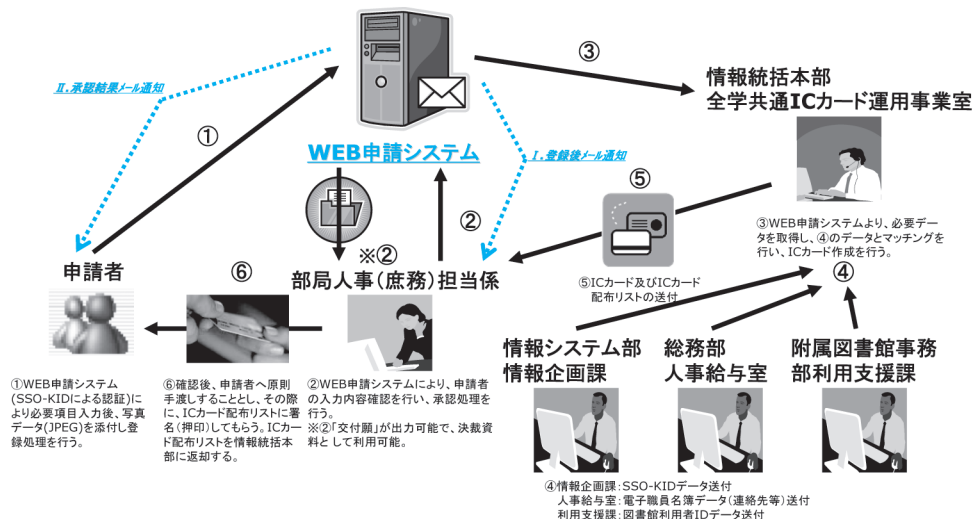 ③
情報統括本部
全学共通ICカード運用事業室
Ⅱ.承認結果メール通知
①
WEB申請システム
Ⅰ.登録後メール通知
⑤
②
③WEB申請システムより、必要デー
タを取得し、④のデータとマッチングを
行い、ICカード作成を行う。
※②
申請者
⑥
部局人事(庶務)担当係
④
⑤ICカード及びICカード
配布リストの送付
情報システム部
情報企画課
総務部
人事給与室
附属図書館事務
部利用支援課
①WEB申請システム
(SSO-KIDによる認証)に
より必要項目入力後、写真
データ(JPEG)を添付し登
録処理を行う。
⑥確認後、申請者へ原則
手渡しすることとし、その際
に、ICカード配布リストに署
名(押印)してもらう。ICカー
ド配布リストを情報統括本
部に返却する。
②WEB申請システムにより、申請者
の入力内容確認を行い、承認処理を
行う。
※②「交付願」が出力可能で、決裁資
料として利用可能。
④情報企画課:SSO-KIDデータ送付
人事給与室:電子職員名簿データ(連絡先等)送付
利用支援課:図書館利用者IDデータ送付